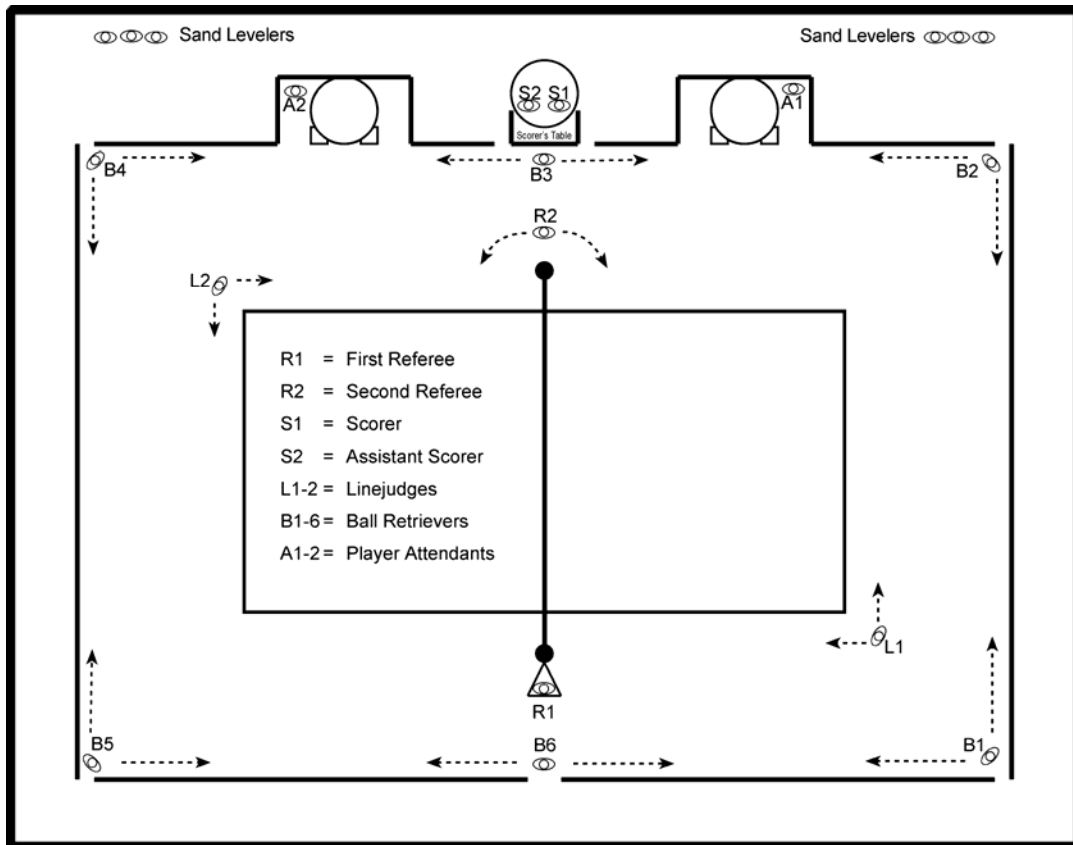 Sand Levelers
Sand Levelers
A2
S2 S1
A1
Scorer's Table
B4
B3
B2
R2
L2
R1 = First Referee
R2 = Second Referee
S1 = Scorer
S2 = Assistant Scorer
L1-2 = Linejudges
B1-6 = Ball Retrievers
A1-2 = Player Attendants
L1
R1
B5
B6
B1